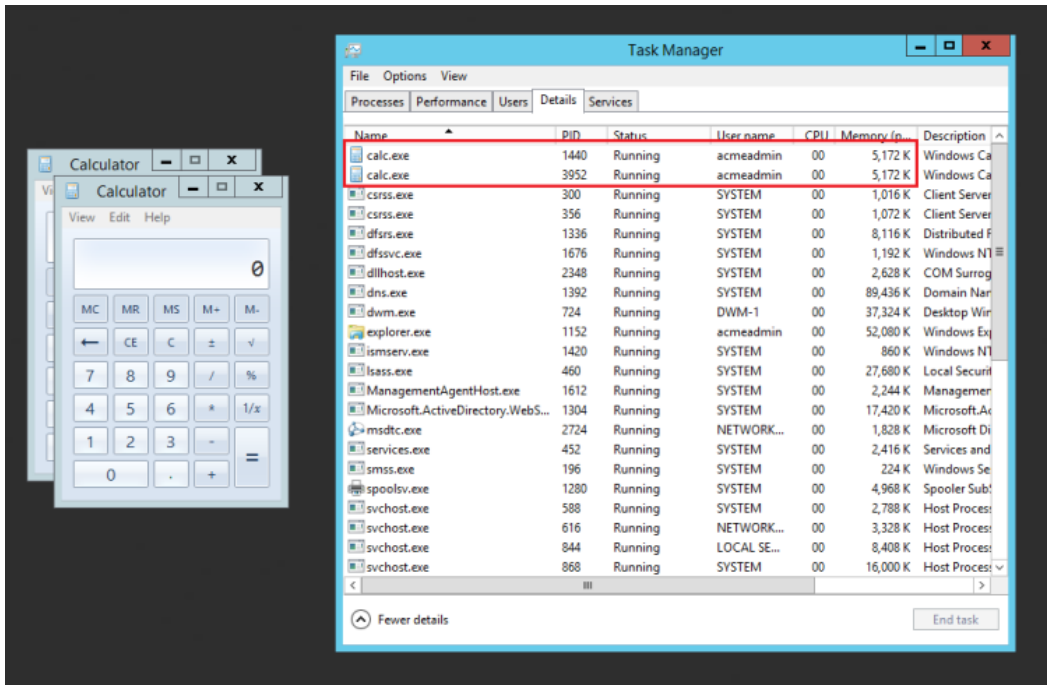 Calculator
Vi
Calculator
View Edit Help
0
MC MR MS M+ M-
← CE C ± √
7 8 9 / %
4 5 6 * 1/x
1 2 3 - =
0 . +
Task Manager
File Options View
Processes Performance Users Details Services
Name PID Status User name CPU Memory (p... Description
calc.exe 1440 Running acmeadmin 00 5,172 K Windows Ca
calc.exe 3952 Running acmeadmin 00 5,172 K Windows Ca
csrss.exe 300 Running SYSTEM 00 1,016 K Client Server
csrss.exe 356 Running SYSTEM 00 1,072 K Client Server
dfsrs.exe 1336 Running SYSTEM 00 8,116 K Distributed F
dfssvc.exe 1676 Running SYSTEM 00 1,192 K Windows NT
dllhost.exe 2348 Running SYSTEM 00 2,628 K COM Surrog
dns.exe 1392 Running SYSTEM 00 89,436 K Domain Nan
dwm.exe 724 Running DWM-1 00 37,324 K Desktop Win
explorer.exe 1152 Running acmeadmin 00 52,080 K Windows Exp
ismserv.exe 1420 Running SYSTEM 00 860 K Windows NT
lsass.exe 460 Running SYSTEM 00 27,680 K Local Securit
ManagementAgentHost.exe 1612 Running SYSTEM 00 2,244 K Managemer
Microsoft.ActiveDirectory.WebS... 1304 Running SYSTEM 00 17,420 K Microsoft.Ac
msdtc.exe 2724 Running NETWORK... 00 1,828 K Microsoft Di
services.exe 452 Running SYSTEM 00 2,416 K Services and
smss.exe 196 Running SYSTEM 00 224 K Windows Se
spoolsv.exe 1280 Running SYSTEM 00 4,968 K Spooler SubS
svchost.exe 588 Running SYSTEM 00 2,788 K Host Process
svchost.exe 616 Running NETWORK... 00 3,328 K Host Process
svchost.exe 844 Running LOCAL SE... 00 8,408 K Host Process
svchost.exe 868 Running SYSTEM 00 16,000 K Host Process
Fewer details
End task